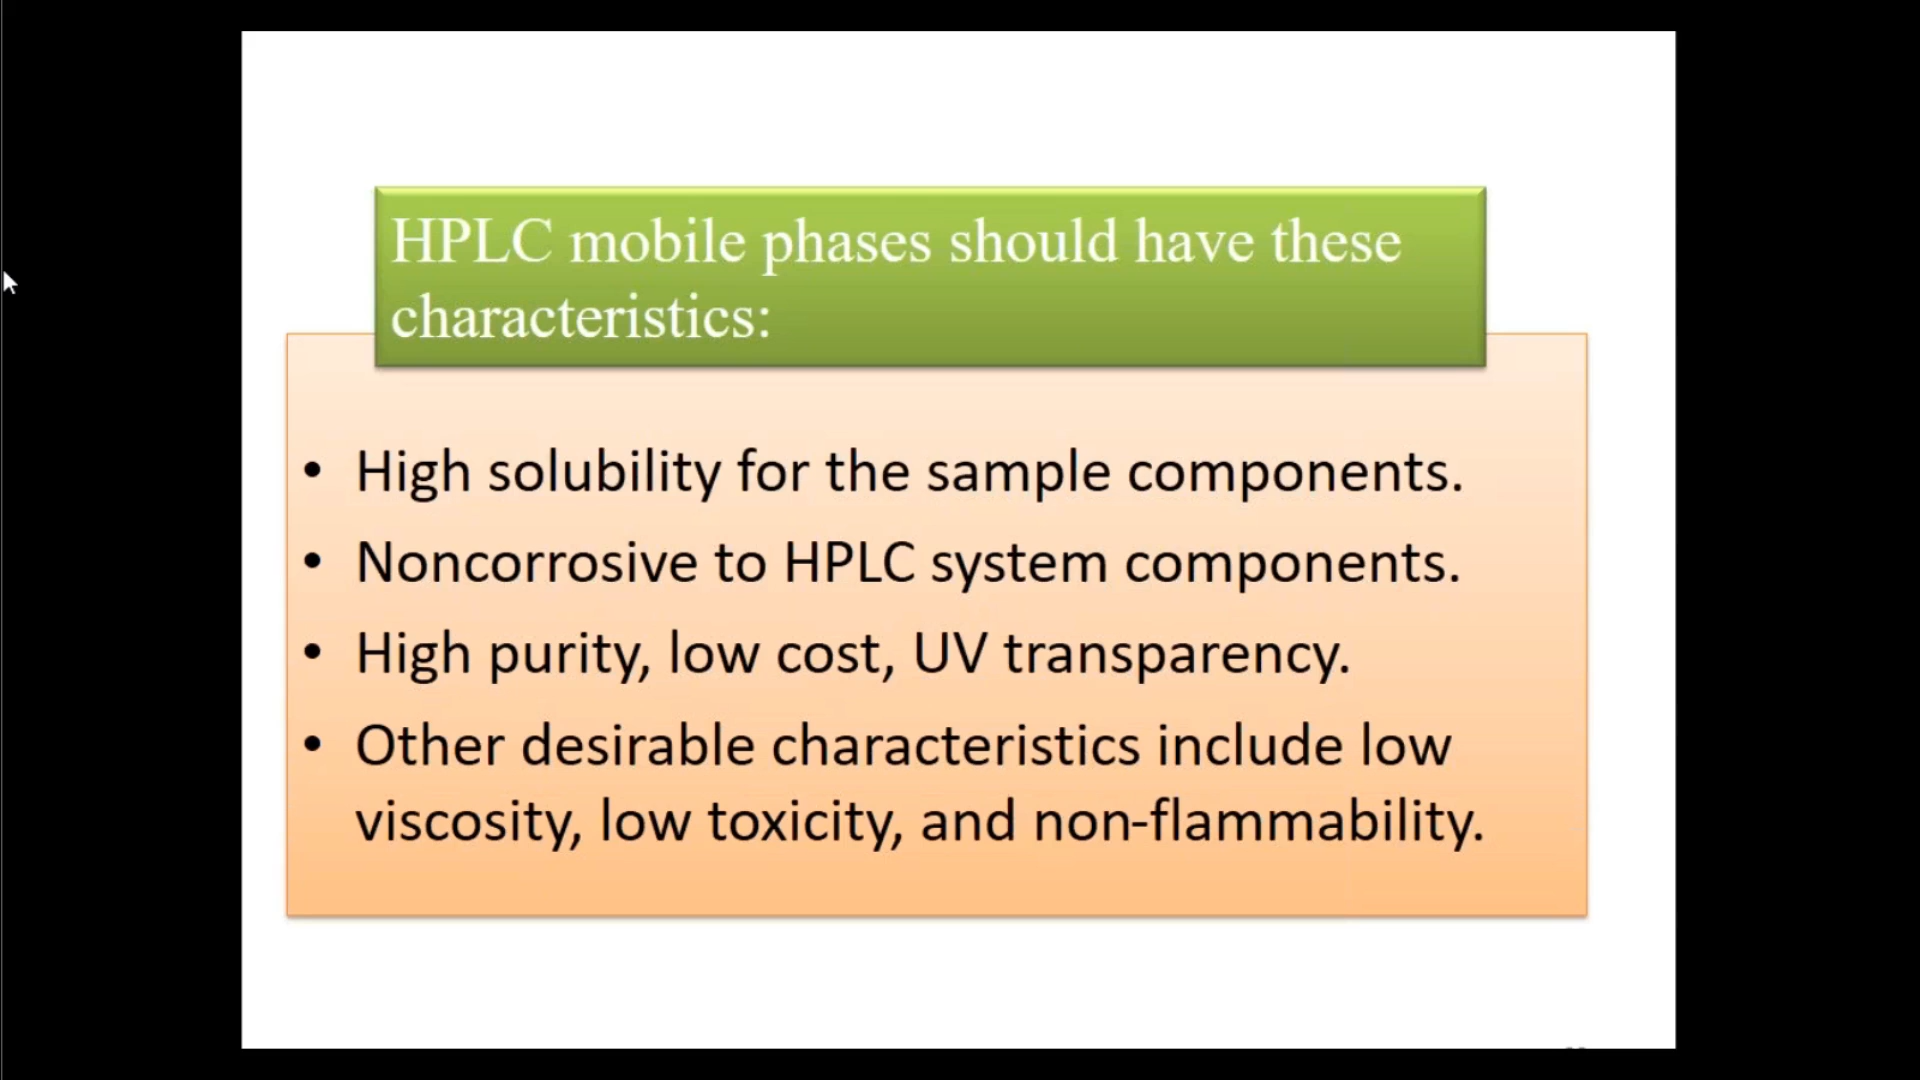 HPLC mobile phases should have these
characteristics:
• High solubility for the sample components.
• Noncorrosive to HPLC system components.
• High purity, low cost, UV transparency.
• Other desirable characteristics include low
viscosity, low toxicity, and non-flammability.